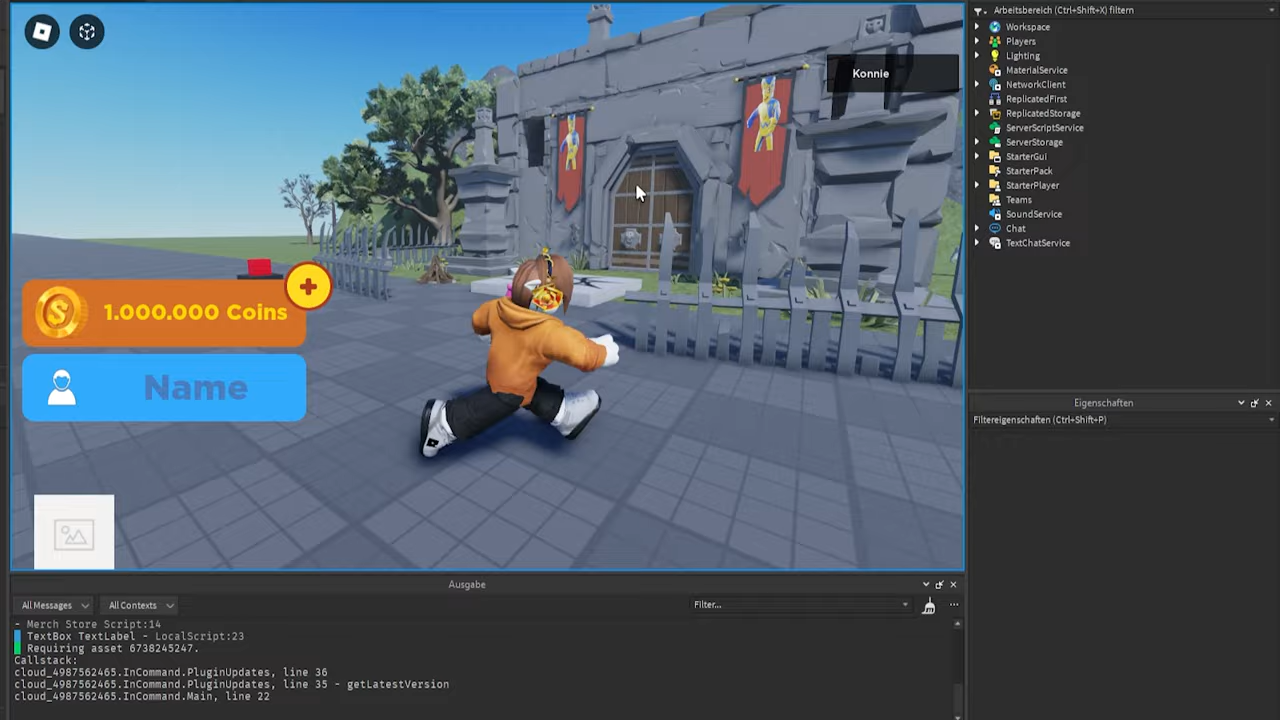 Konnie
1.000.000 Coins
Name
Arbeitsbereich (Ctrl+Shift+X) filtern
Workspace
Players
Lighting
MaterialService
NetworkClient
ReplicatedFirst
ReplicatedStorage
ServerScriptService
ServerStorage
StarterGui
StarterPack
StarterPlayer
Teams
SoundService
Chat
TextChatService
Eigenschaften
Filtereigenschaften (Ctrl+Shift+P)
Ausgabe
All Messages
All Contexts
Filter...
- Merch Store Script:14
TextBox TextLabel - LocalScript:23
Requiring asset 6738245247.
Callstack:
cloud_4987562465.InCommand.PluginUpdates, line 36
cloud_4987562465.InCommand.PluginUpdates, line 35 - getLatestVersion
cloud_4987562465.InCommand.Main, line 22